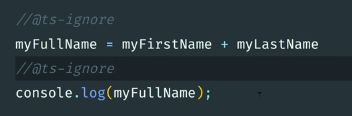 //@ts-ignore
myFullName = myFirstName + myLastName
//@ts-ignore
console.log(myFullName);